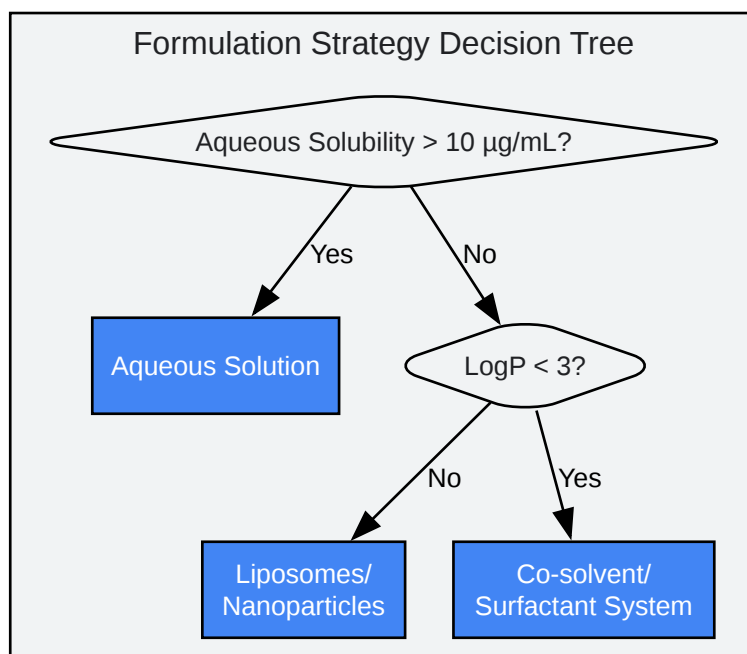 Formulation Strategy Decision Tree
Aqueous Solubility > 10 µg/mL?
Yes
No
Aqueous Solution
LogP < 3?
No
Yes
Liposomes/
Nanoparticles
Co-solvent/
Surfactant System